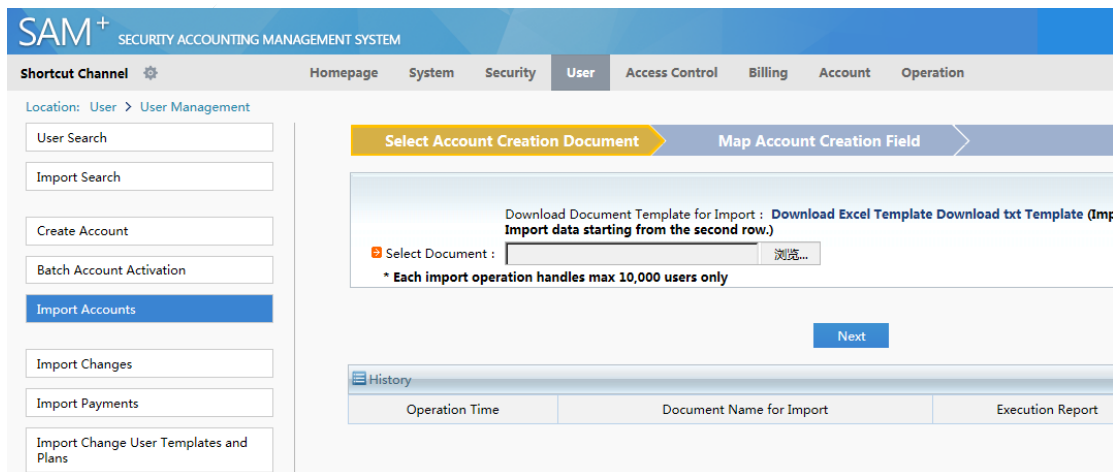 SAM+ SECURITY ACCOUNTING MANAGEMENT SYSTEM
Shortcut Channel Homepage System Security User Access Control Billing Account Operation
Location: User > User Management
User Search
Import Search
Create Account
Batch Account Activation
Import Accounts
Import Changes
Import Payments
Import Change User Templates and
Plans
Select Account Creation Document Map Account Creation Field
Download Document Template for Import : Download Excel Template Download txt Template (Imp
Import data starting from the second row.)
Select Document : 浏览...
* Each import operation handles max 10,000 users only
Next
History
Operation Time Document Name for Import Execution Report